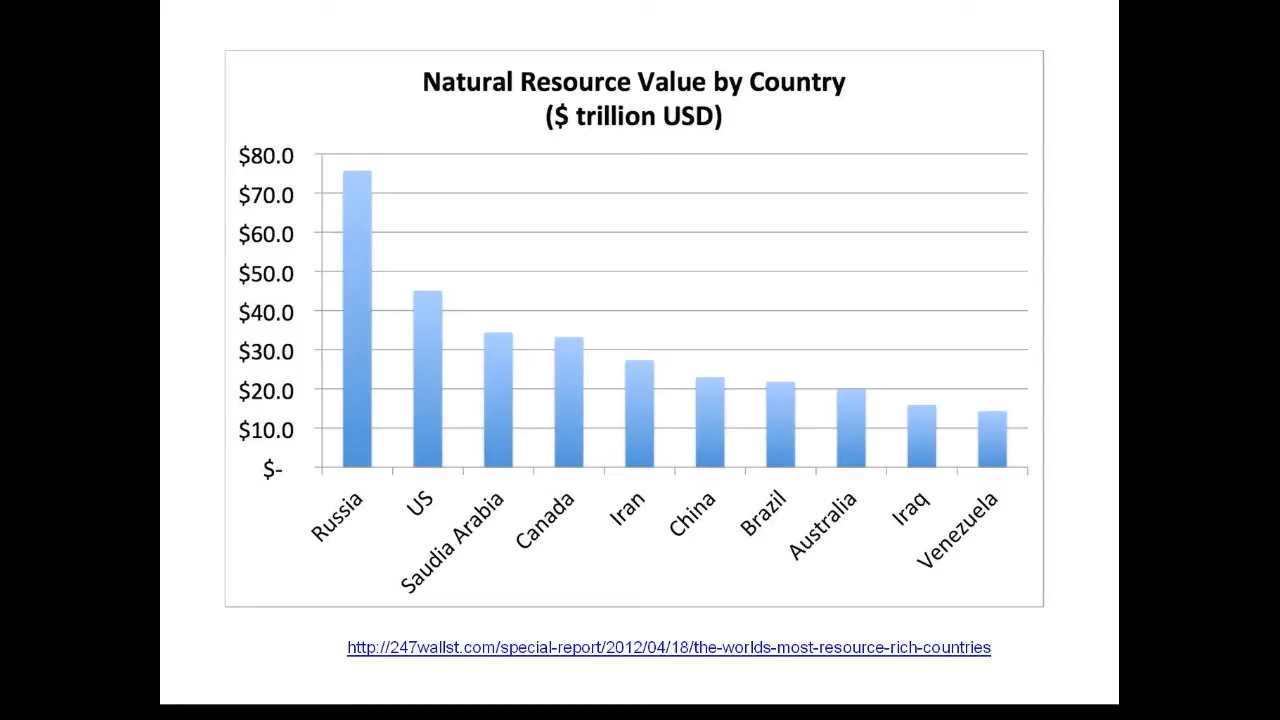 Natural Resource Value by Country
($ trillion USD)
$80.0
$70.0
$60.0
$50.0
$40.0
$30.0
$20.0
$10.0
$-
Russia
US
Saudia Arabia
Canada
Iran
China
Brazil
Australia
Iraq
Venezuela
http://247wallst.com/special-report/2012/04/18/the-worlds-most-resource-rich-countries